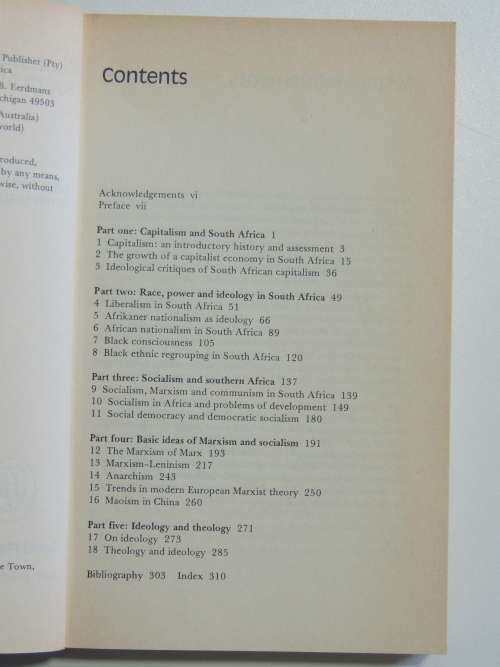 Publisher (Pty)
B. Eerdmans
chigan 49503
Australia)
world)
roduced,
by any means,
wise, without
e Town,
Contents
Acknowledgements vi
Preface vii
Part one: Capitalism and South Africa 1
1 Capitalism: an introductory history and assessment 3
2 The growth of a capitalist economy in South Africa 15
3 Ideological critiques of South African capitalism 36
Part two: Race, power and ideology in South Africa 49
4 Liberalism in South Africa 51
5 Afrikaner nationalism as ideology 66
6 African nationalism in South Africa 89
7 Black consciousness 105
8 Black ethnic regrouping in South Africa 120
Part three: Socialism and southern Africa 137
9 Socialism, Marxism and communism in South Africa 139
10 Socialism in Africa and problems of development 149
11 Social democracy and democratic socialism 180
Part four: Basic ideas of Marxism and socialism 191
12 The Marxism of Marx 193
13 Marxism–Leninism 217
14 Anarchism 243
15 Trends in modern European Marxist theory 250
16 Maoism in China 260
Part five: Ideology and theology 271
17 On ideology 273
18 Theology and ideology 285
Bibliography 303 Index 310